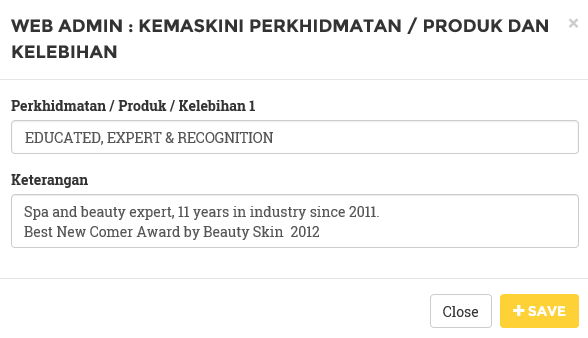 WEB ADMIN : KEMASKINI PERKHIDMATAN / PRODUK DAN
KELEBIHAN
×
Perkhidmatan / Produk / Kelebihan 1
EDUCATED, EXPERT & RECOGNITION
Keterangan
Spa and beauty expert, 11 years in industry since 2011.
Best New Comer Award by Beauty Skin  2012
Close
+ SAVE